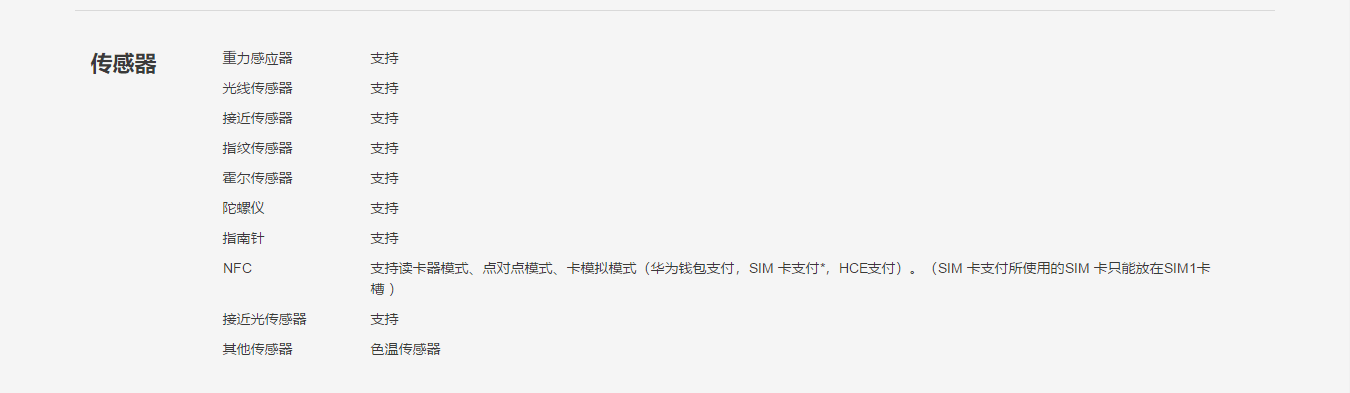 传感器
重力感应器 支持
光线传感器 支持
接近传感器 支持
指纹传感器 支持
霍尔传感器 支持
陀螺仪 支持
指南针 支持
NFC 支持读卡器模式、点对点模式、卡模拟模式（华为钱包支付，SIM 卡支付*，HCE支付）。（SIM 卡支付所使用的SIM 卡只能放在SIM1卡
槽 ）
接近光传感器 支持
其他传感器 色温传感器